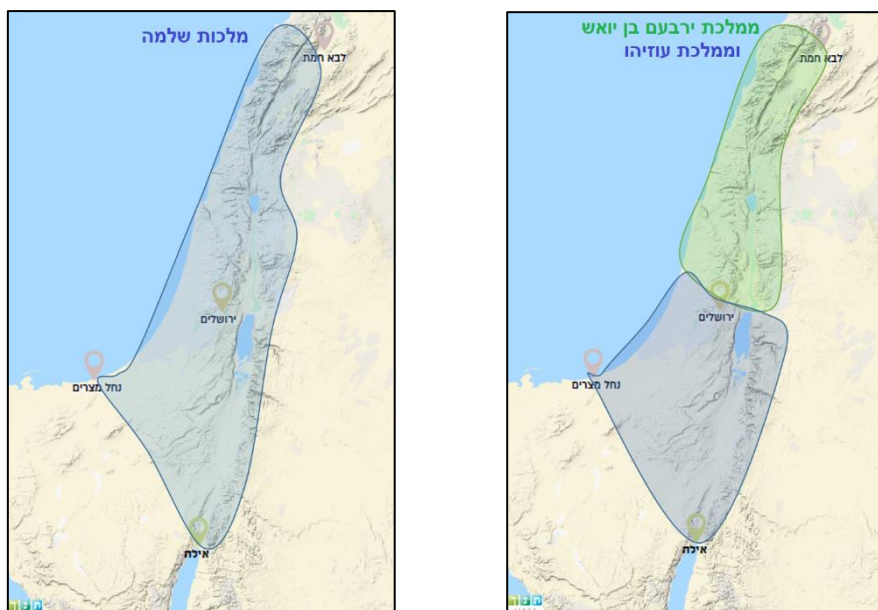 מלכות שלמה
לבא חמת
ירושלים
נחל מצרים
אילת
ממלכת ירבעם בן יואש
וממלכת עוזיהו
לבא חמת
ירושלים
נחל מצרים
אילת